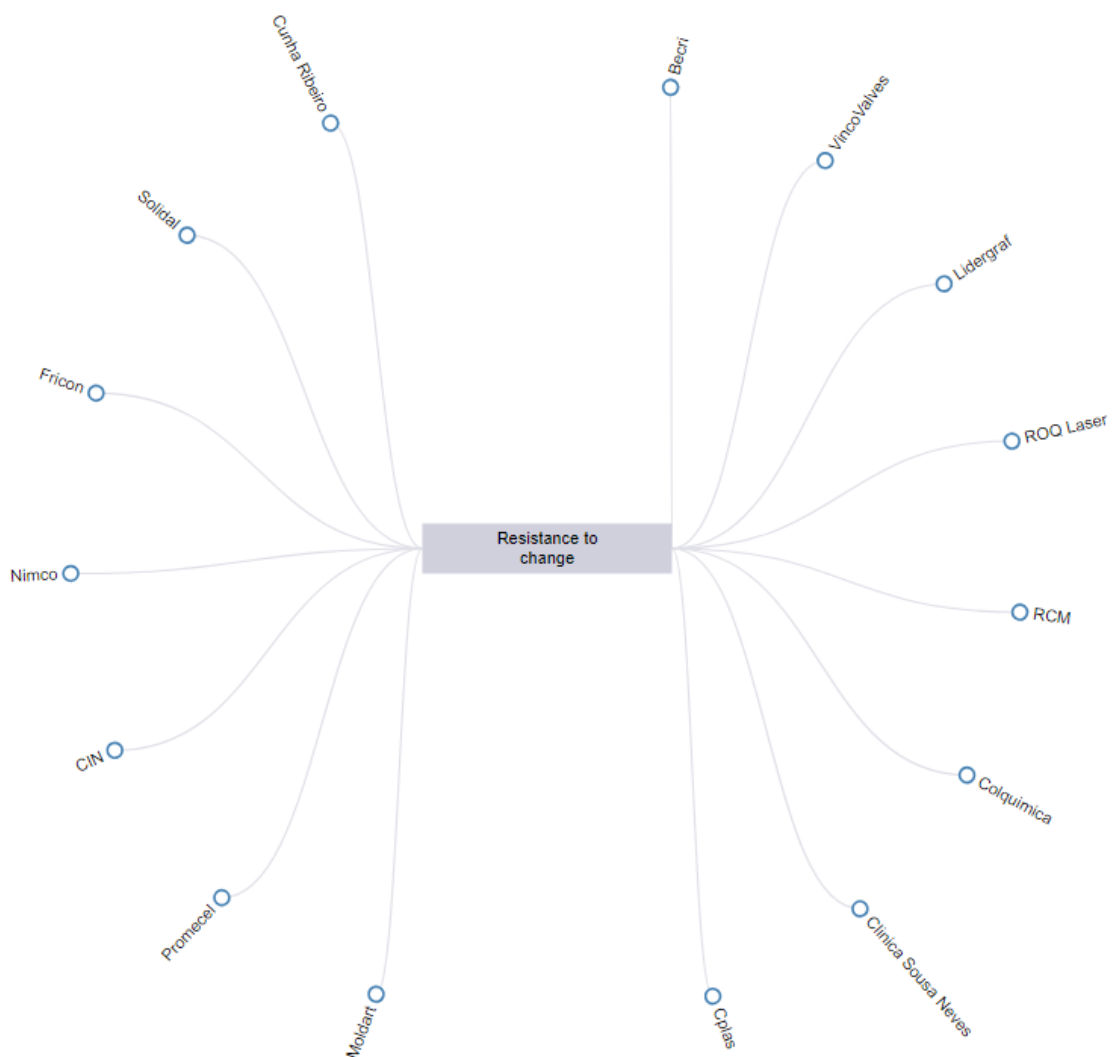 Cunha Ribeiro
Becri
VincoValves
Solidal
Lidergraf
Fricon
ROQ Laser
Resistance to
change
Nimco
RCM
CIN
Colquimica
Promecel
Clinica Sousa Neves
Moldart
Cplas